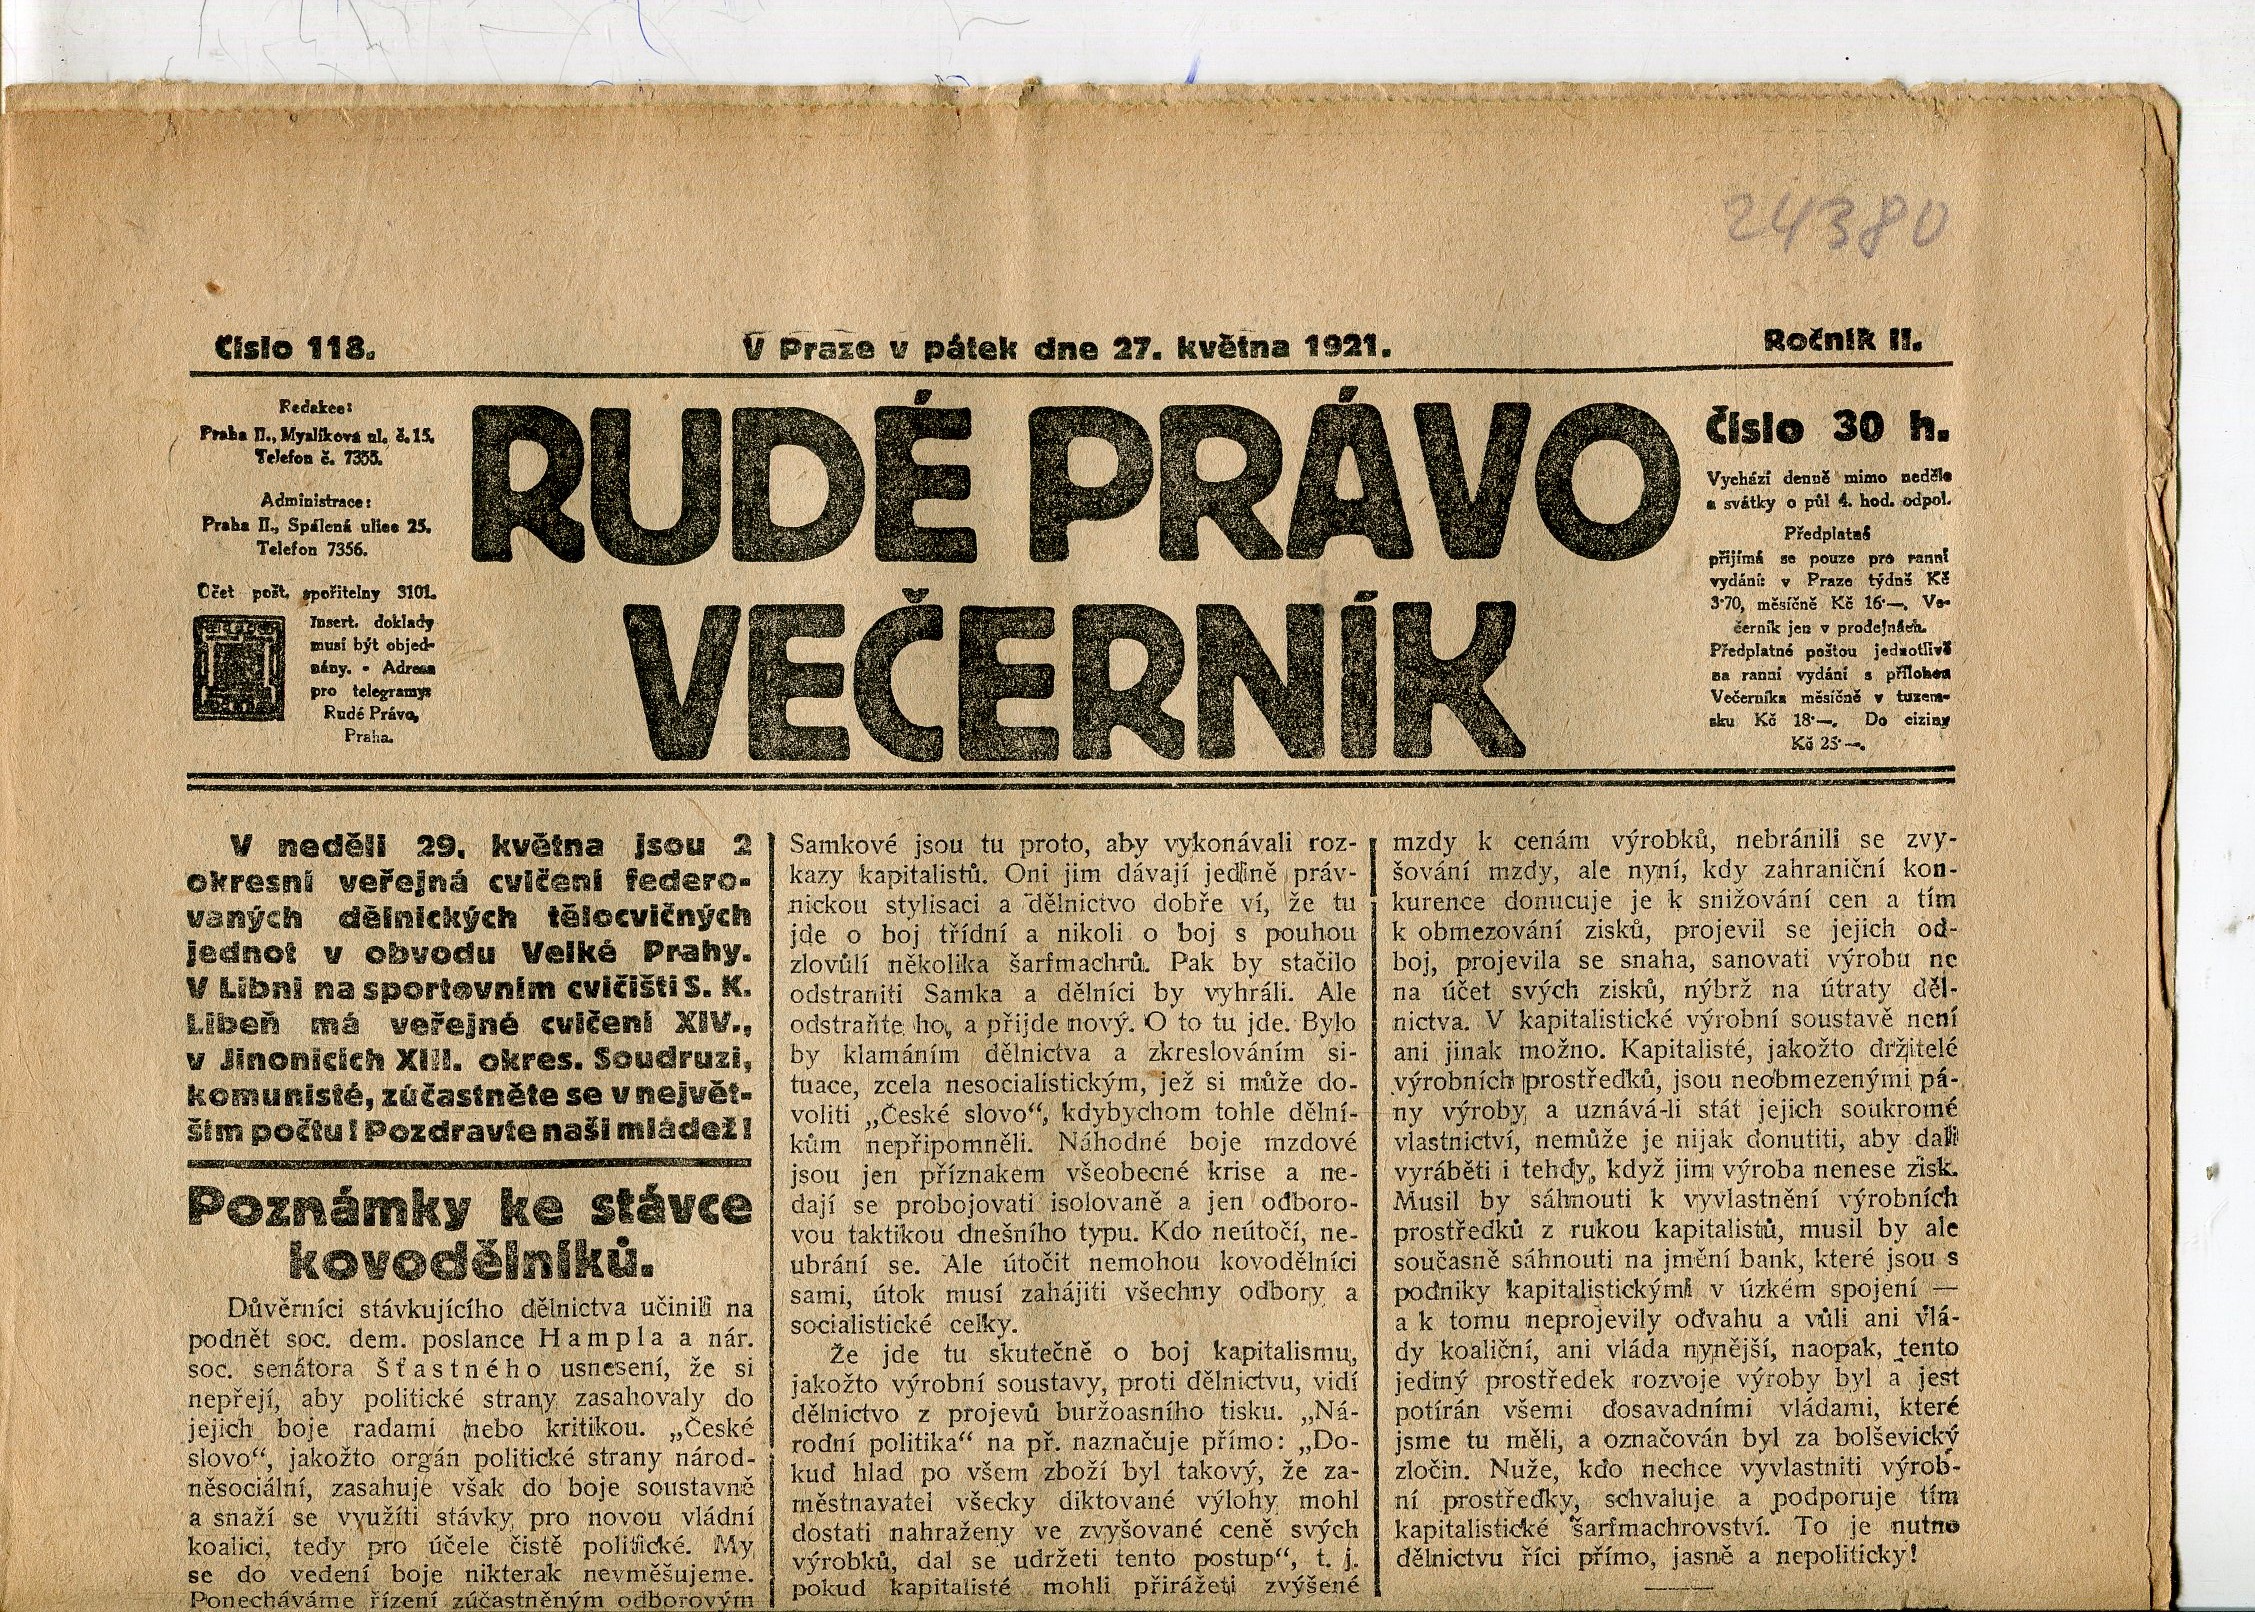 24380
Číslo 118.
V Praze v pátek dne 27. května 1921.
Ročník II.
Redakce:
Praha II., Myslíkova ul. č. 15.
Telefon č. 7355.
Administrace:
Praha II., Spálená ulice 25.
Telefon 7356.
Účet pošt. spořitelny 3101.
Insert. doklady
musí být objed-
nány. - Adresa
pro telegramy:
Rudé Právo,
Praha.
RUDÉ PRÁVO
VEČERNÍK
Číslo 30 h.
Vychází denně mimo neděle
a svátky o půl 4. hod. odpol.
Předplatné
přijímá se pouze pro ranní
vydání: v Praze týdně Kč
3·70, měsíčně Kč 16·—. Ve-
černík jen v prodejnách.
Předplatné poštou jednotlivě
na ranní vydání s přílohou
Večerníka měsíčně v tuzem-
sku Kč 18·—. Do ciziny
Kč 25·—.
V neděli 29. května jsou 2
okresní veřejná cvičení federo-
vaných dělnických tělocvičných
jednot v obvodu Velké Prahy.
V Libni na sportovním cvičišti S. K.
Libeň má veřejné cvičení XIV.,
v Jinonicích XIII. okres. Soudruzi,
komunisté, zúčastněte se v největ-
ším počtu! Pozdravte naši mládež!
Poznámky ke stávce
kovodělníků.
Důvěrníci stávkujícího dělnictva učinili na
podnět soc. dem. poslance Hampla a nár.
soc. senátora Šťastného usnesení, že si
nepřejí, aby politické strany zasahovaly do
jejich boje radami nebo kritikou. „České
slovo“, jakožto orgán politické strany národ-
něsociální, zasahuje však do boje soustavně
a snaží se využíti stávky pro novou vládní
koalici, tedy pro účele čistě politické. My
se do vedení boje nikterak nevměšujeme.
Ponecháváme řízení zúčastněným odborovým
Samkové jsou tu proto, aby vykonávali roz-
kazy kapitalistů. Oni jim dávají jedině práv-
nickou stylisaci a dělnictvo dobře ví, že tu
jde o boj třídní a nikoli o boj s pouhou
zlovůlí několika šarfmachrů. Pak by stačilo
odstraniti Samka a dělníci by vyhráli. Ale
odstraňte ho, a přijde nový. O to tu jde. Bylo
by klamáním dělnictva a zkreslováním si-
tuace, zcela nesocialistickým, jež si může do-
voliti „České slovo“, kdybychom tohle dělní-
kům nepřipomněli. Náhodné boje mzdové
jsou jen příznakem všeobecné krise a ne-
dají se probojovati isolovaně a jen odboro-
vou taktikou dnešního typu. Kdo neútočí, ne-
ubrání se. Ale útočit nemohou kovodělníci
sami, útok musí zahájiti všechny odbory a
socialistické celky.
Že jde tu skutečně o boj kapitalismu,
jakožto výrobní soustavy, proti dělnictvu, vidí
dělnictvo z projevů buržoasního tisku. „Ná-
rodní politika“ na př. naznačuje přímo: „Do-
kud hlad po všem zboží byl takový, že za-
městnavatel všecky diktované výlohy mohl
dostati nahraženy ve zvyšované ceně svých
výrobků, dal se udržeti tento postup“, t. j.
pokud kapitalisté mohli přirážeti zvýšené
mzdy k cenám výrobků, nebránili se zvy-
šování mzdy, ale nyní, kdy zahraniční kon-
kurence donucuje je k snižování cen a tím
k obmezování zisků, projevil se jejich od-
boj, projevila se snaha, sanovati výrobu ne
na účet svých zisků, nýbrž na útraty děl-
nictva. V kapitalistické výrobní soustavě není
ani jinak možno. Kapitalisté, jakožto držitelé
výrobních prostředků, jsou neobmezenými pá-
ny výroby, a uznává-li stát jejich soukromé
vlastnictví, nemůže je nijak donutiti, aby dali
vyráběti i tehdy, když jim výroba nenese zisk.
Musil by sáhnouti k vyvlastnění výrobních
prostředků z rukou kapitalistů, musil by ale
současně sáhnouti na jmění bank, které jsou s
podniky kapitalistickými v úzkém spojení —
a k tomu neprojevily odvahu a vůli ani vlá-
dy koaliční, ani vláda nynější, naopak, tento
jediný prostředek rozvoje výroby byl a jest
potírán všemi dosavadními vládami, které
jsme tu měli, a označován byl za bolševický
zločin. Nuže, kdo nechce vyvlastniti výrob-
ní prostředky, schvaluje a podporuje tím
kapitalistické šarfmachrovství. To je nutno
dělnictvu říci přímo, jasně a nepoliticky!